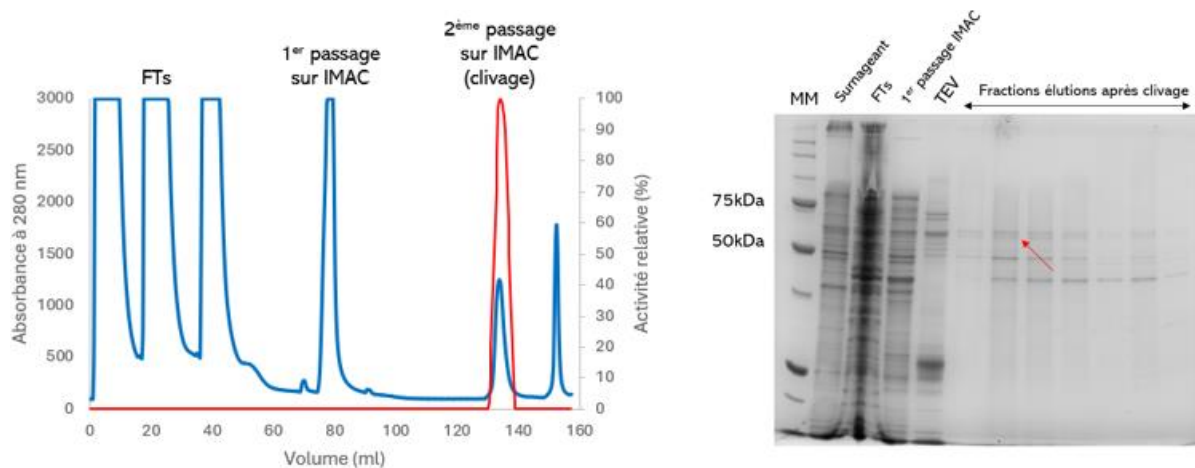 FTs
1er passage
sur IMAC
2ème passage
sur IMAC
(clivage)
Absorbance à 280 nm
3000
2500
2000
1500
1000
500
0
0
20
40
60
80
100
120
140
160
Volume (ml)
100
90
80
70
60
50
40
30
20
10
0
Activité relative (%)
MM
Surnageant
FTs
1er passage IMAC
TEV
Fractions élutions après clivage
75kDa
50kDa